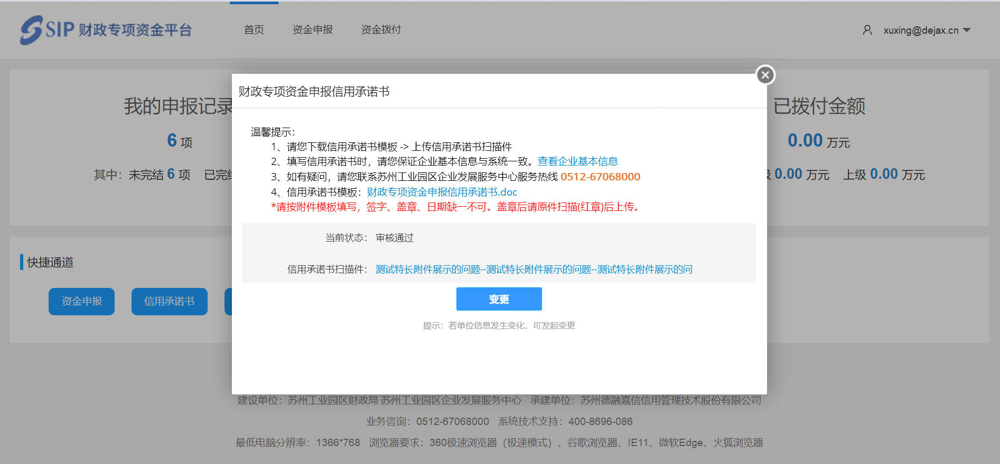 SIP 财政专项资金平台
首页 资金申报 资金拨付
xuxing@dejax.cn
财政专项资金申报信用承诺书
我的申报记录
已拨付金额
温馨提示：
1、请您下载信用承诺书模板 -> 上传信用承诺书扫描件
6 项
0.00 万元
2、填写信用承诺书时，请您保证企业基本信息与系统一致。查看企业基本信息
其中：未完结 6 项 已完结
0.00 万元 上级 0.00 万元
3、如有疑问，请您联系苏州工业园区企业发展服务中心服务热线 0512-67068000
4、信用承诺书模板：财政专项资金申报信用承诺书.doc
*请按附件模板填写，签字、盖章、日期缺一不可。盖章后请原件扫描(红章)后上传。
当前状态： 审核通过
快捷通道
信用承诺书扫描件： 测试特长附件展示的问题--测试特长附件展示的问题--测试特长附件展示的问
资金申报 信用承诺书
变更
提示：若单位信息发生变化，可发起变更
建设单位：苏州工业园区财政局 苏州工业园区企业发展服务中心 承建单位：苏州德融嘉信信用管理技术股份有限公司
业务咨询：0512-67068000 系统技术支持：400-8696-086
最低电脑分辨率：1366*768 浏览器要求：360极速浏览器（极速模式）、谷歌浏览器、IE11、微软Edge、火狐浏览器